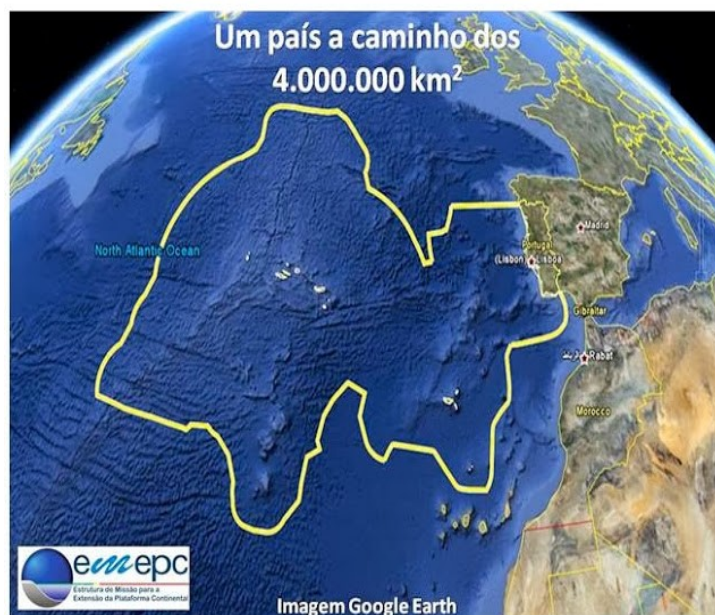 Um país a caminho dos
4.000.000 km²
North Atlantic Ocean
Portugal
Madrid
(Lisbon) Lisboa
Gibraltar
Rabat
Morocco
emepc
Estrutura de Missão para a
Extensão da Plataforma Continental
Imagem Google Earth